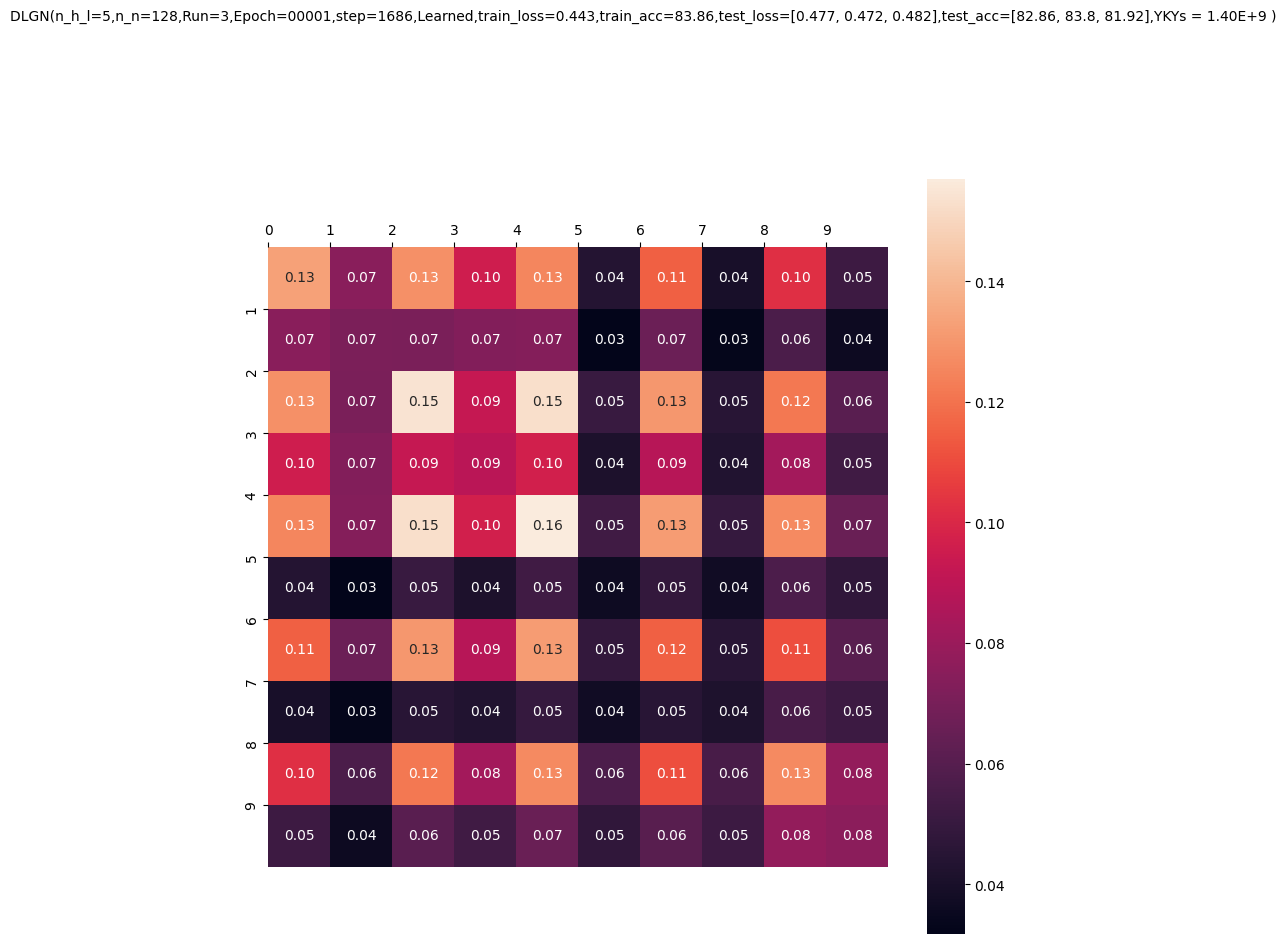 DLGN(n_h_l=5,n_n=128,Run=3,Epoch=00001,step=1686,Learned,train_loss=0.443,train_acc=83.86,test_loss=[0.477, 0.472, 0.482],test_acc=[82.86, 83.8, 81.92],YKYs = 1.40E+9 )
0 1 2 3 4 5 6 7 8 9
0.13 0.07 0.13 0.10 0.13 0.04 0.11 0.04 0.10 0.05
1
0.07 0.07 0.07 0.07 0.07 0.03 0.07 0.03 0.06 0.04
2
0.13 0.07 0.15 0.09 0.15 0.05 0.13 0.05 0.12 0.06
3
0.10 0.07 0.09 0.09 0.10 0.04 0.09 0.04 0.08 0.05
4
0.13 0.07 0.15 0.10 0.16 0.05 0.13 0.05 0.13 0.07
5
0.04 0.03 0.05 0.04 0.05 0.04 0.05 0.04 0.06 0.05
6
0.11 0.07 0.13 0.09 0.13 0.05 0.12 0.05 0.11 0.06
7
0.04 0.03 0.05 0.04 0.05 0.04 0.05 0.04 0.06 0.05
8
0.10 0.06 0.12 0.08 0.13 0.06 0.11 0.06 0.13 0.08
9
0.05 0.04 0.06 0.05 0.07 0.05 0.06 0.05 0.08 0.08
0.14
0.12
0.10
0.08
0.06
0.04